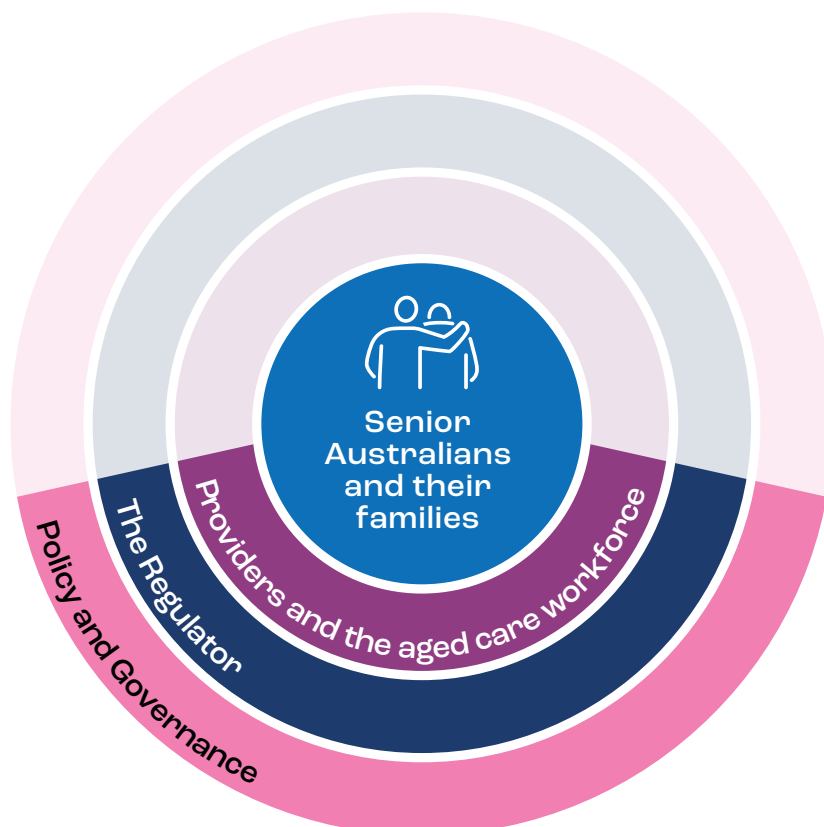 Senior
Australians
and their
families
Providers and the aged care workforce
The Regulator
Policy and Governance